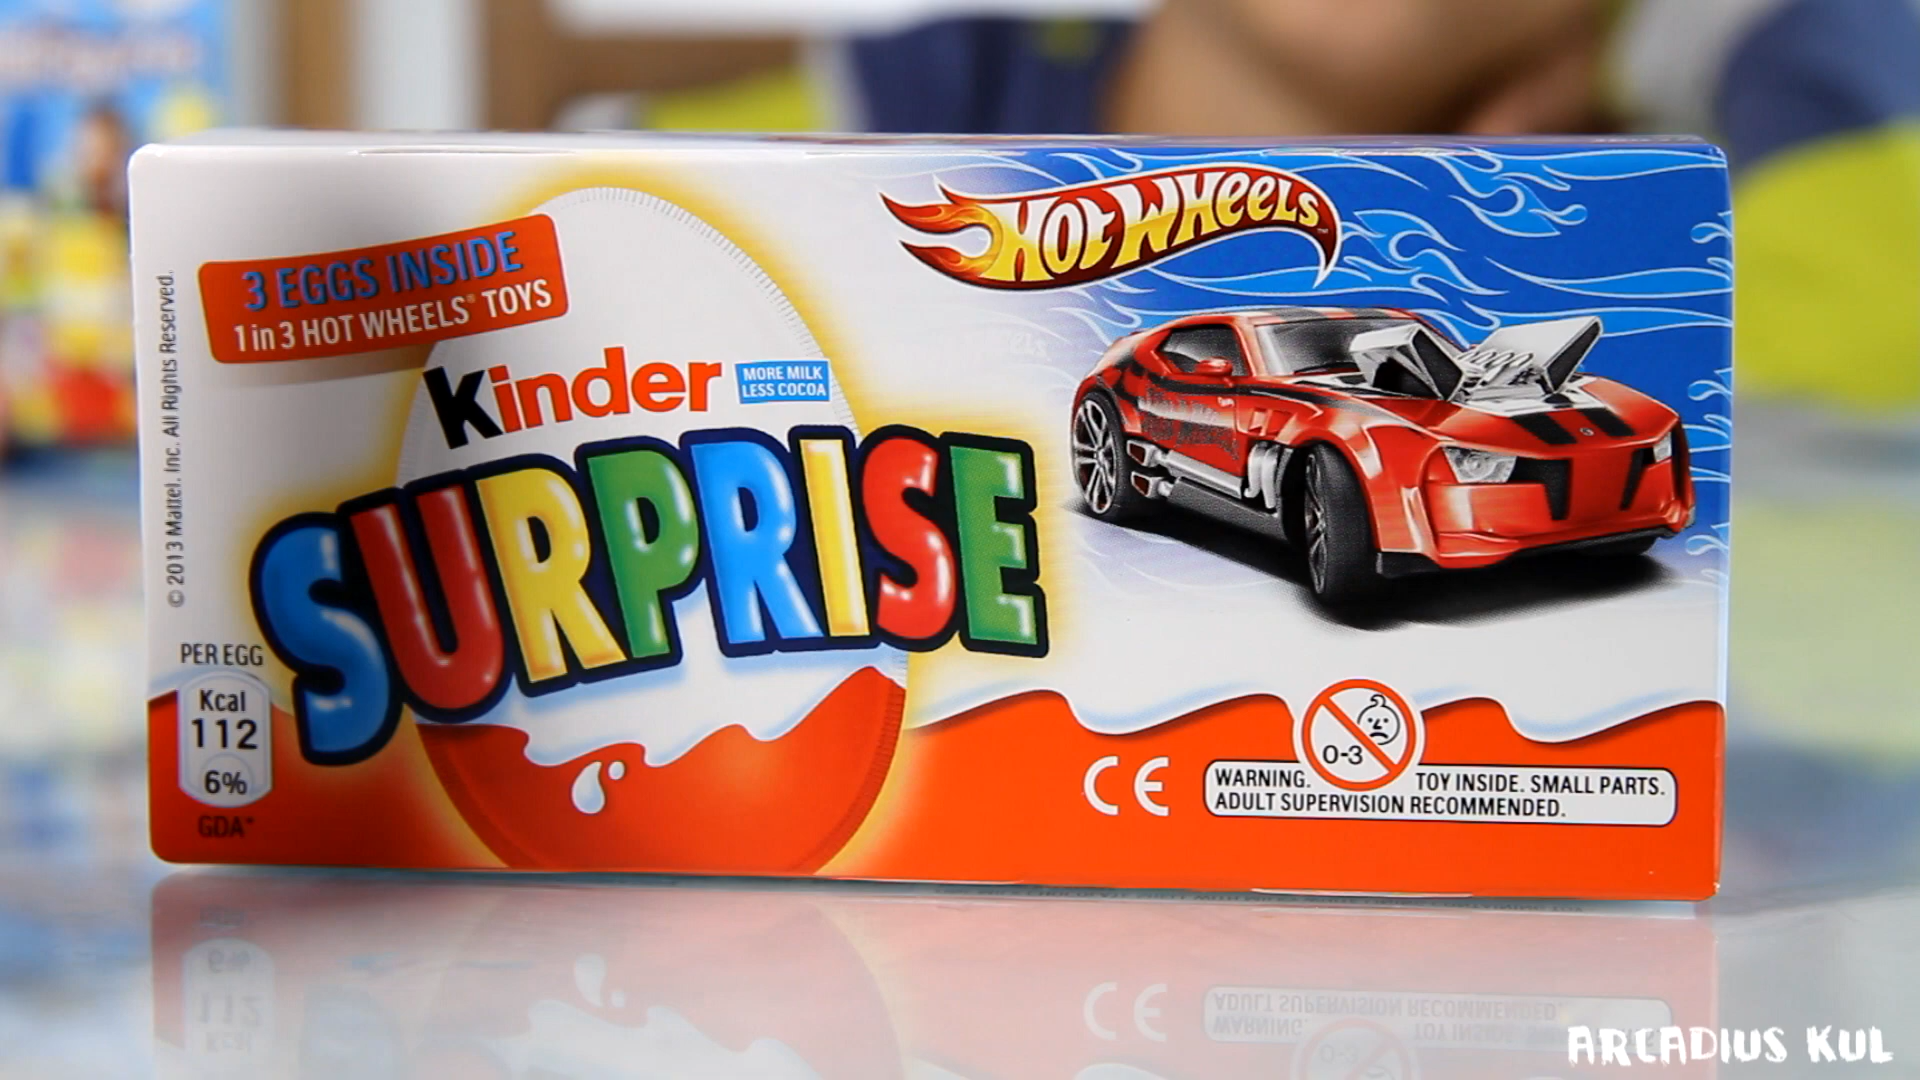 3 EGGS INSIDE
1 in 3 HOT WHEELS® TOYS
Kinder
MORE MILK
LESS COCOA
SURPRISE
HOT WHEELS™
© 2013 Mattel. Inc. All Rights Reserved.
PER EGG
Kcal
112
6%
GDA*
CE
0-3
WARNING. TOY INSIDE. SMALL PARTS.
ADULT SUPERVISION RECOMMENDED.
ARCADIUS KUL